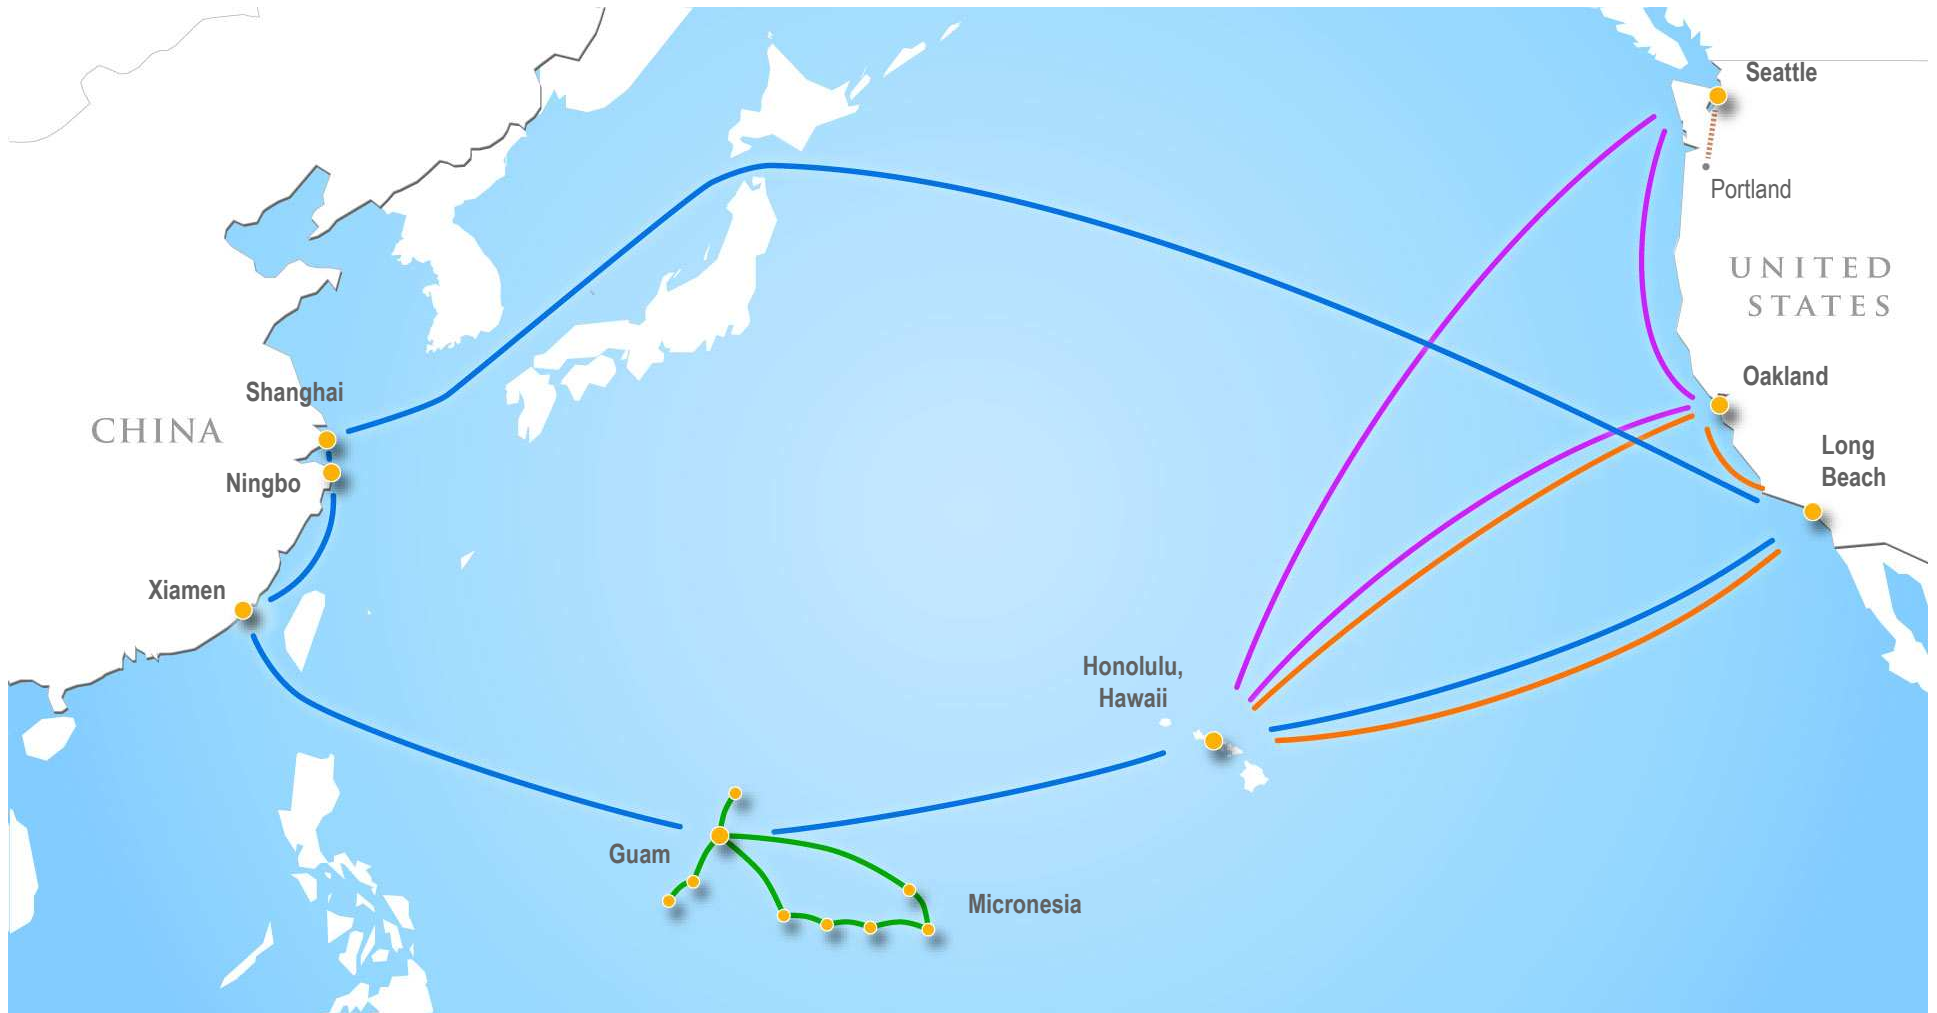 Seattle
Portland
UNITED
STATES
Oakland
Shanghai
CHINA
Long
Beach
Ningbo
Xiamen
Honolulu,
Hawaii
Guam
Micronesia